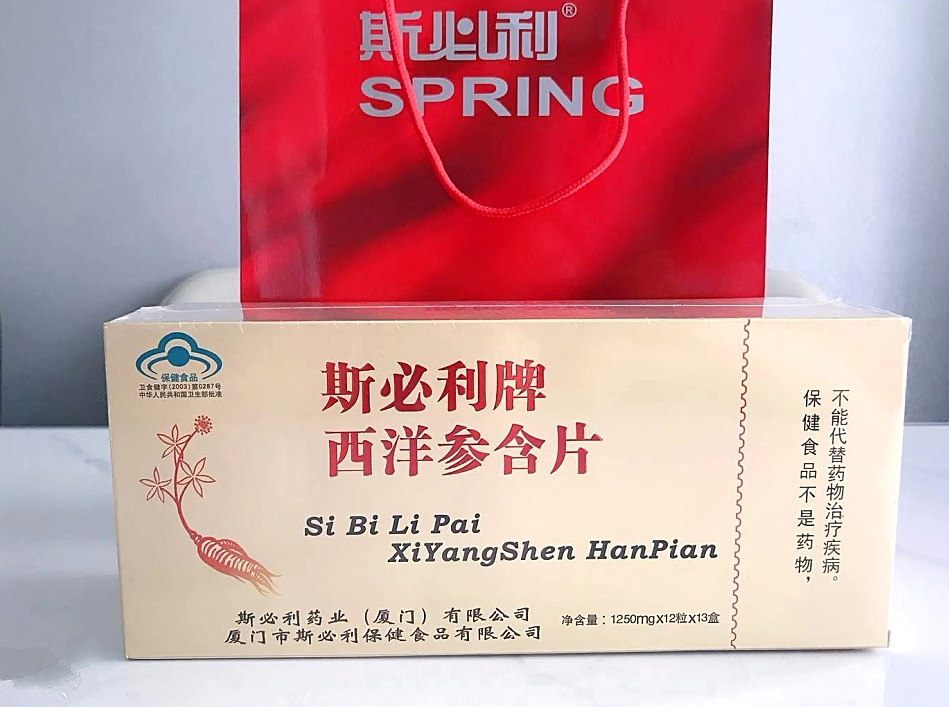 斯必利®
SPRING
保健食品
卫食健字(2003)第0287号
中华人民共和国卫生部批准
斯必利牌
西洋参含片
Si Bi Li Pai
XiYangShen HanPian
斯必利药业（厦门）有限公司
厦门市斯必利保健食品有限公司
净含量：1250mgx12粒x13盒
保健食品不是药物，
不能代替药物治疗疾病。